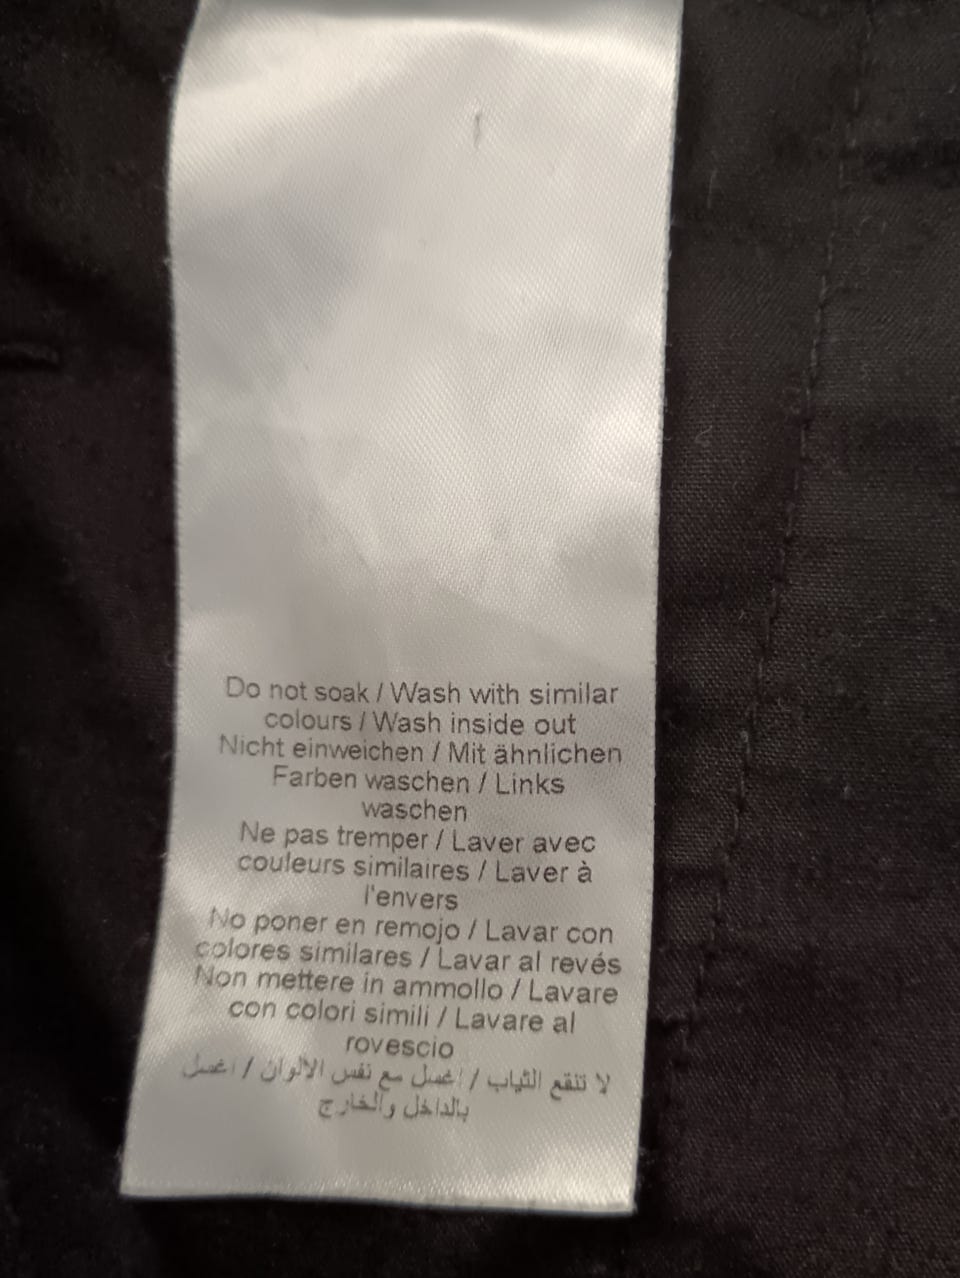 Do not soak / Wash with similar
colours / Wash inside out
Nicht einweichen / Mit ähnlichen
Farben waschen / Links
waschen
Ne pas tremper / Laver avec
couleurs similaires / Laver à
l'envers
No poner en remojo / Lavar con
colores similares / Lavar al revés
Non mettere in ammollo / Lavare
con colori simili / Lavare al
rovescio
لا تنقع الثياب / اغسل مع نفس الالوان / اغسل
بالداخل والخارج